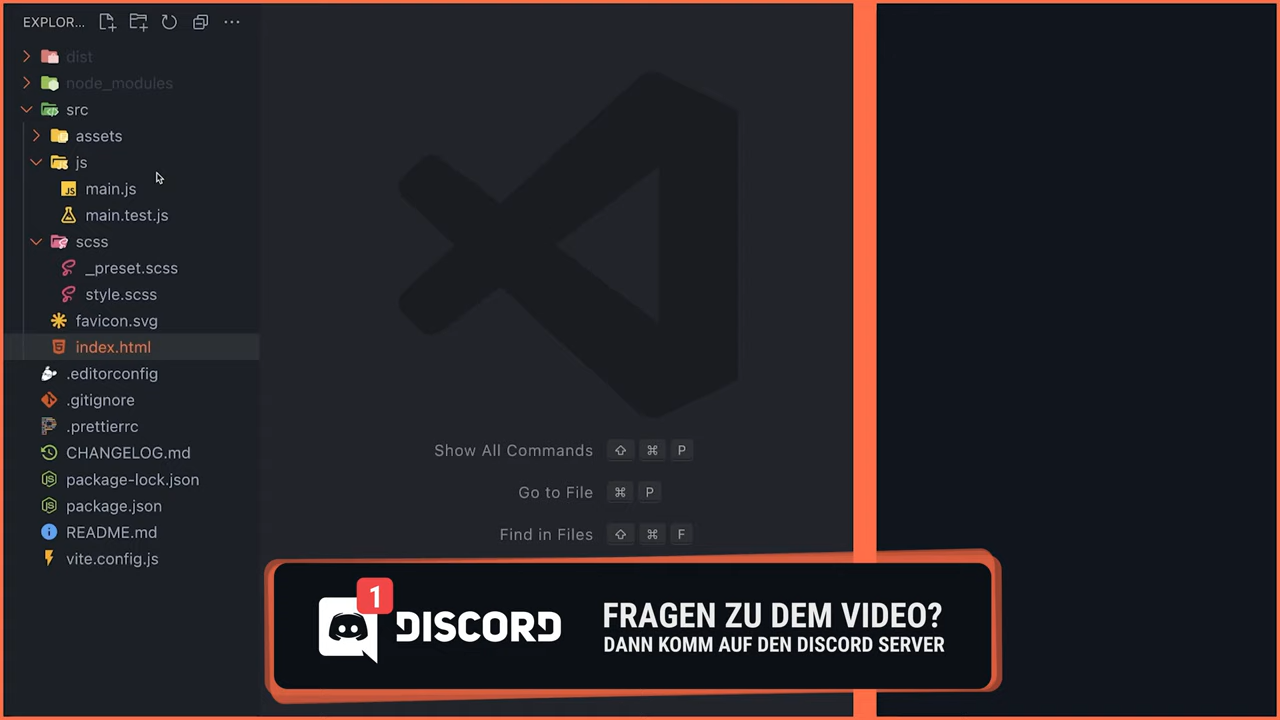 EXPLOR...
dist
node_modules
src
assets
js
JS main.js
main.test.js
scss
_preset.scss
style.scss
favicon.svg
index.html
.editorconfig
.gitignore
.prettierrc
CHANGELOG.md
package-lock.json
package.json
README.md
vite.config.js
Show All Commands ⇧ ⌘ P
Go to File ⌘ P
Find in Files ⇧ ⌘ F
1
DISCORD
FRAGEN ZU DEM VIDEO?
DANN KOMM AUF DEN DISCORD SERVER